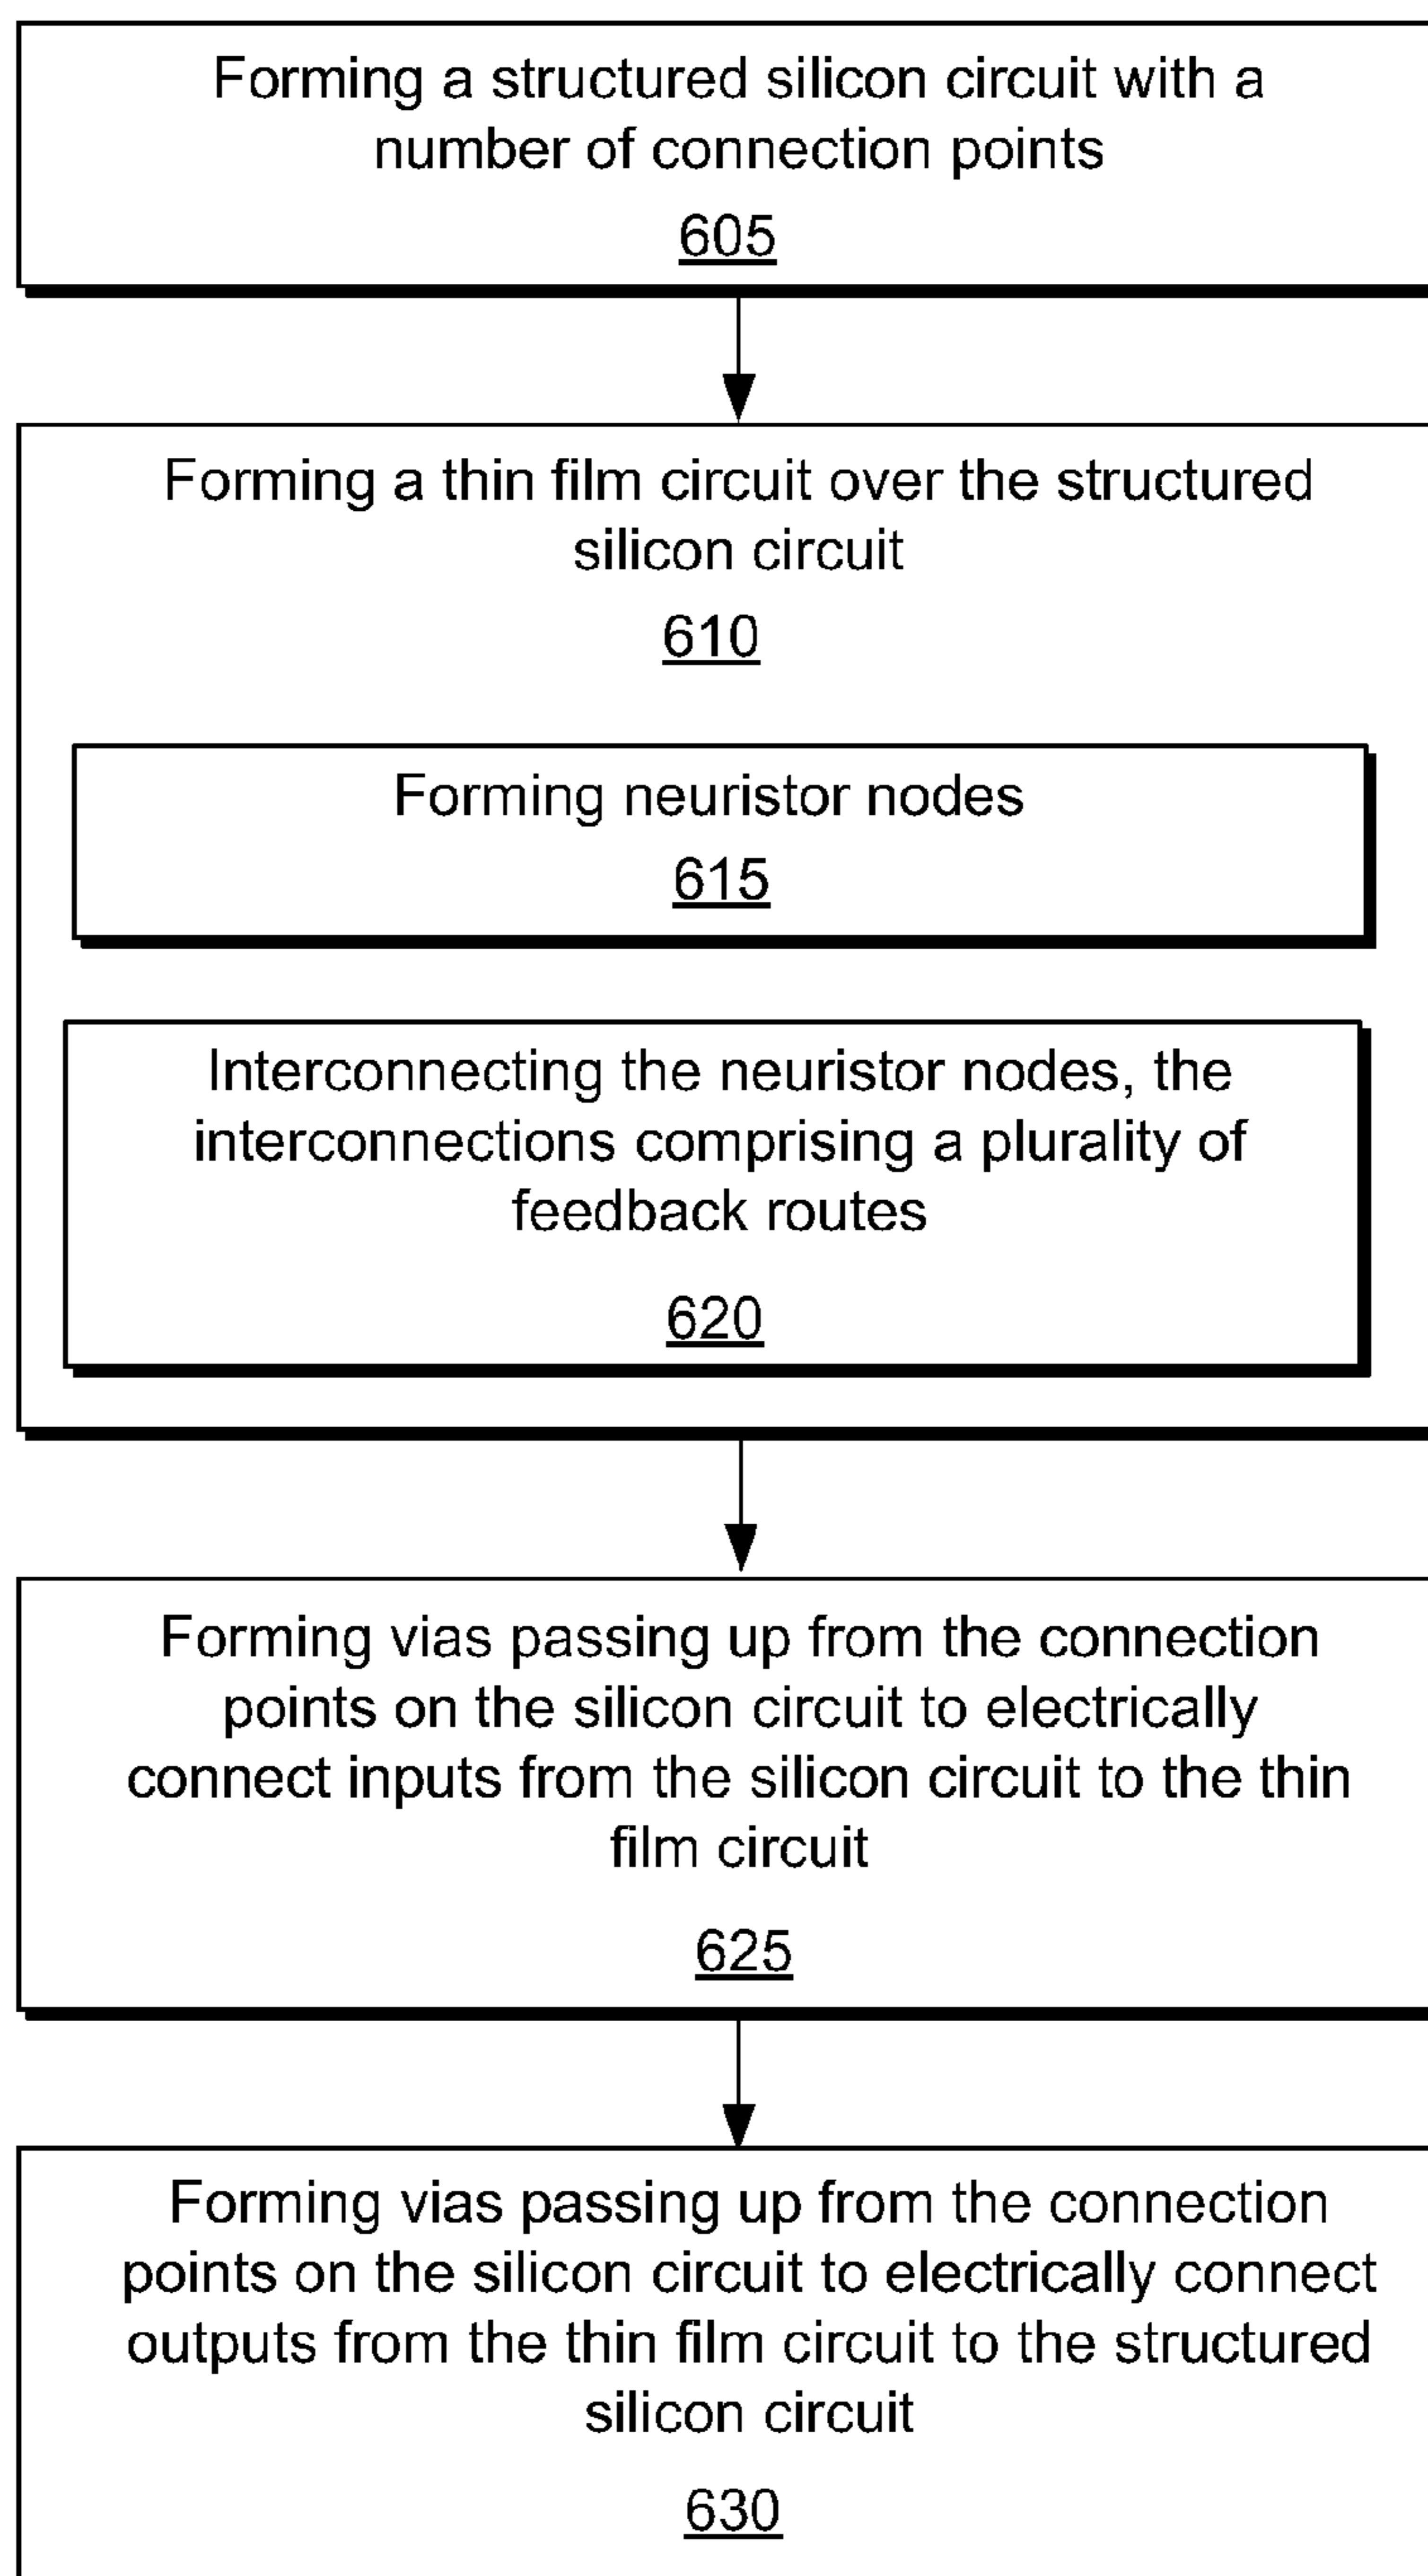 Forming a structured silicon circuit with a
number of connection points
605
Forming a thin film circuit over the structured
silicon circuit
610
Forming neuristor nodes
615
Interconnecting the neuristor nodes, the
interconnections comprising a plurality of
feedback routes
620
Forming vias passing up from the connection
points on the silicon circuit to electrically
connect inputs from the silicon circuit to the thin
film circuit
625
Forming vias passing up from the connection
points on the silicon circuit to electrically connect
outputs from the thin film circuit to the structured
silicon circuit
630